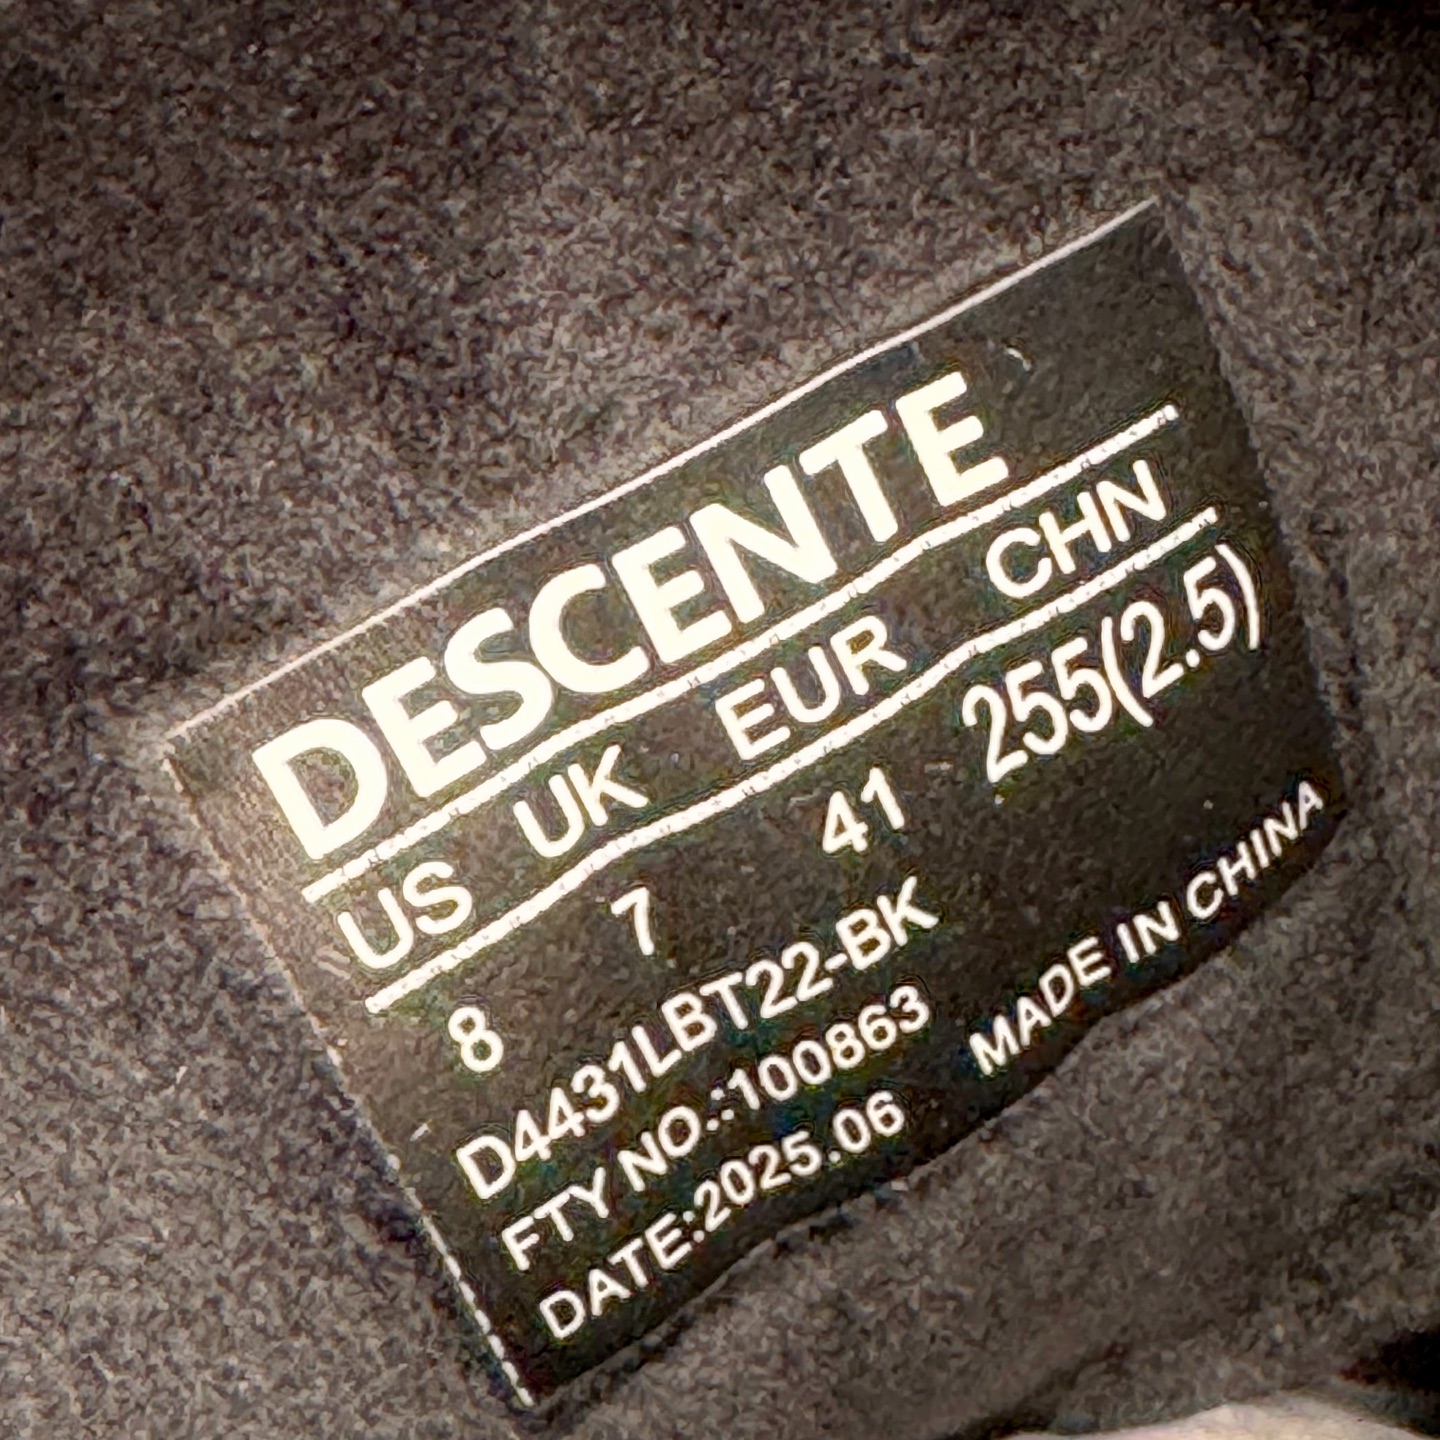 DESCENTE
US UK EUR CHN
8 7 41 255(2.5)
D4431LBT22-BK
FTY NO.:100863
DATE:2025.06 MADE IN CHINA